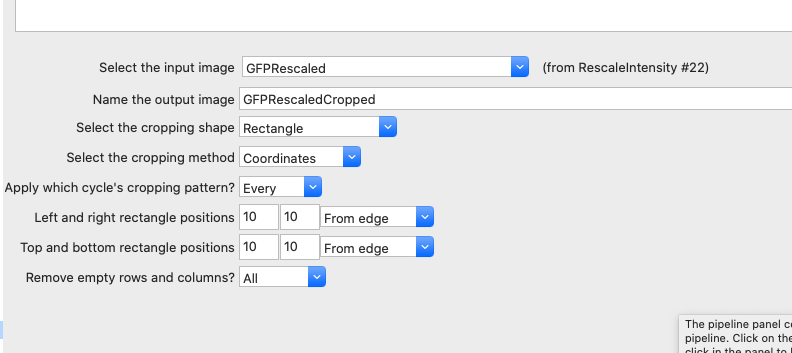 Select the input image GFPRescaled (from RescaleIntensity #22)
Name the output image GFPRescaledCropped
Select the cropping shape Rectangle
Select the cropping method Coordinates
Apply which cycle's cropping pattern? Every
Left and right rectangle positions 10 10 From edge
Top and bottom rectangle positions 10 10 From edge
Remove empty rows and columns? All
The pipeline panel
pipeline. Click on the
click in the panel to